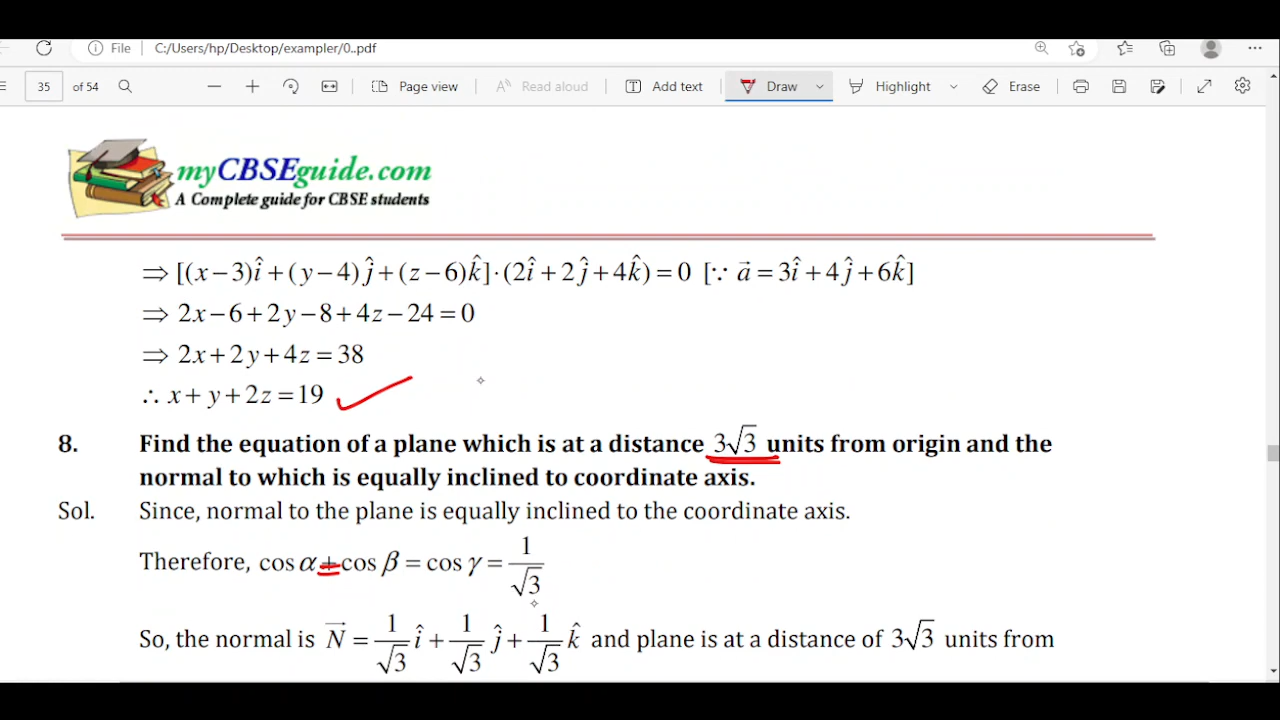 File C:/Users/hp/Desktop/exampler/0..pdf
35 of 54 Page view Read aloud Add text Draw Highlight Erase
myCBSEguide.com
A Complete guide for CBSE students
⇒ [(x−3)î+(y−4)ĵ+(z−6)k̂]·(2î+2ĵ+4k̂)=0 [∵ a⃗=3î+4ĵ+6k̂]
⇒ 2x−6+2y−8+4z−24=0
⇒ 2x+2y+4z=38
∴ x+y+2z=19
8. Find the equation of a plane which is at a distance 3√3 units from origin and the
normal to which is equally inclined to coordinate axis.
Sol. Since, normal to the plane is equally inclined to the coordinate axis.
Therefore, cos α + cos β = cos γ = 1/√3
So, the normal is N⃗ = 1/√3 î + 1/√3 ĵ + 1/√3 k̂ and plane is at a distance of 3√3 units from